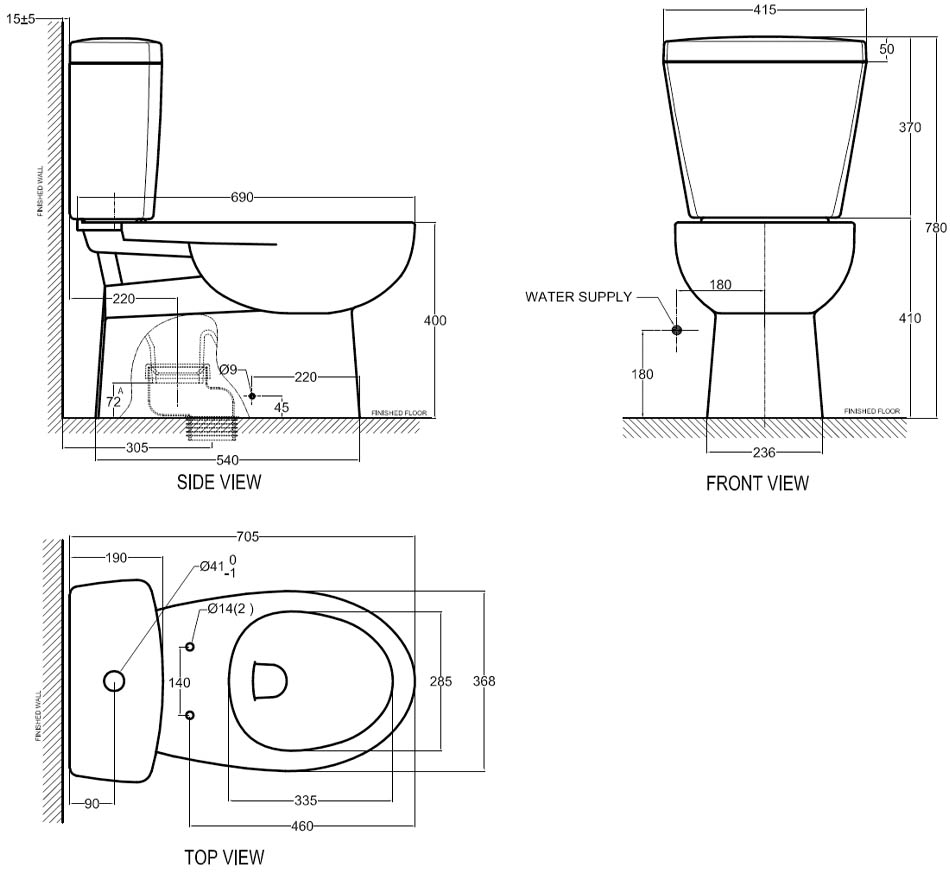 15±5
415
50
370
FINISHED WALL
690
780
220
180
WATER SUPPLY
400
410
Ø9
220
180
A
72
45
FINISHED FLOOR
FINISHED FLOOR
305
540
236
SIDE VIEW
FRONT VIEW
705
190
Ø41 0
-1
Ø14(2 )
140
285
368
FINISHED WALL
90
335
460
TOP VIEW